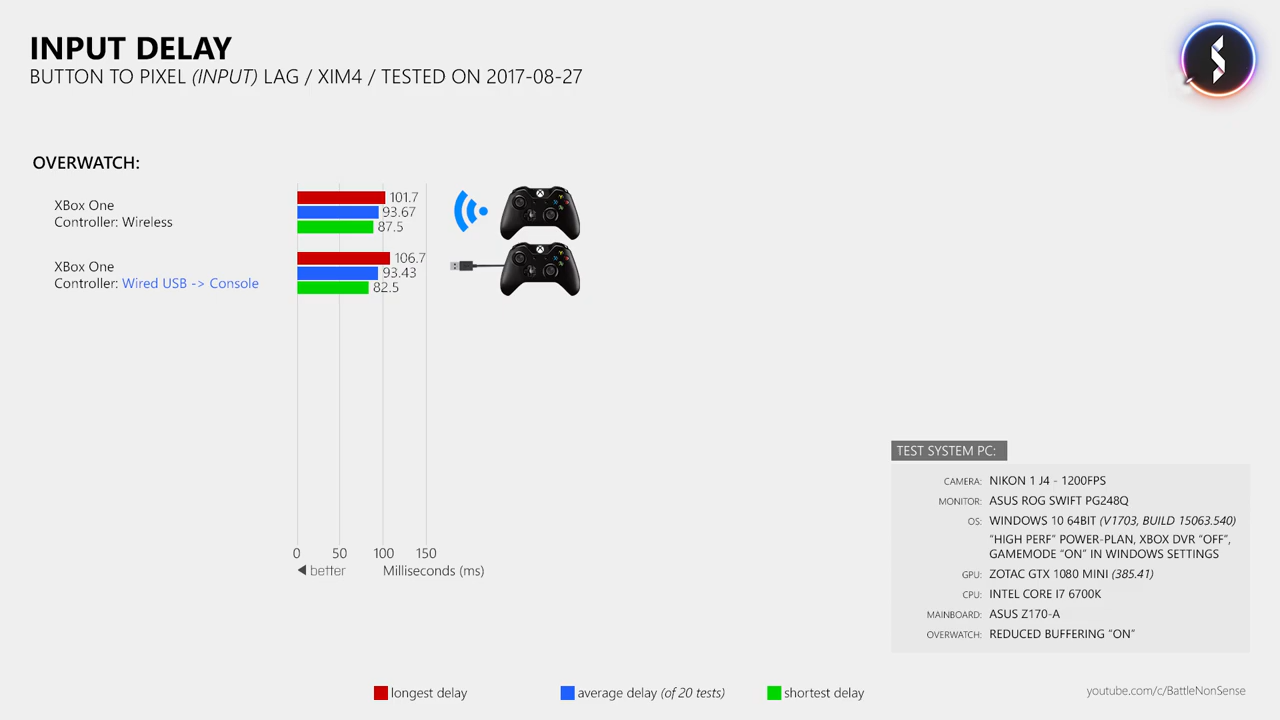 INPUT DELAY
BUTTON TO PIXEL (INPUT) LAG / XIM4 / TESTED ON 2017-08-27
OVERWATCH:
XBox One
Controller: Wireless
101.7
93.67
87.5
XBox One
Controller: Wired USB -> Console
106.7
93.43
82.5
0 50 100 150
better Milliseconds (ms)
TEST SYSTEM PC:
CAMERA: NIKON 1 J4 - 1200FPS
MONITOR: ASUS ROG SWIFT PG248Q
OS: WINDOWS 10 64BIT (V1703, BUILD 15063.540)
"HIGH PERF" POWER-PLAN, XBOX DVR "OFF",
GAMEMODE "ON" IN WINDOWS SETTINGS
GPU: ZOTAC GTX 1080 MINI (385.41)
CPU: INTEL CORE I7 6700K
MAINBOARD: ASUS Z170-A
OVERWATCH: REDUCED BUFFERING "ON"
longest delay average delay (of 20 tests) shortest delay
youtube.com/c/BattleNonSense